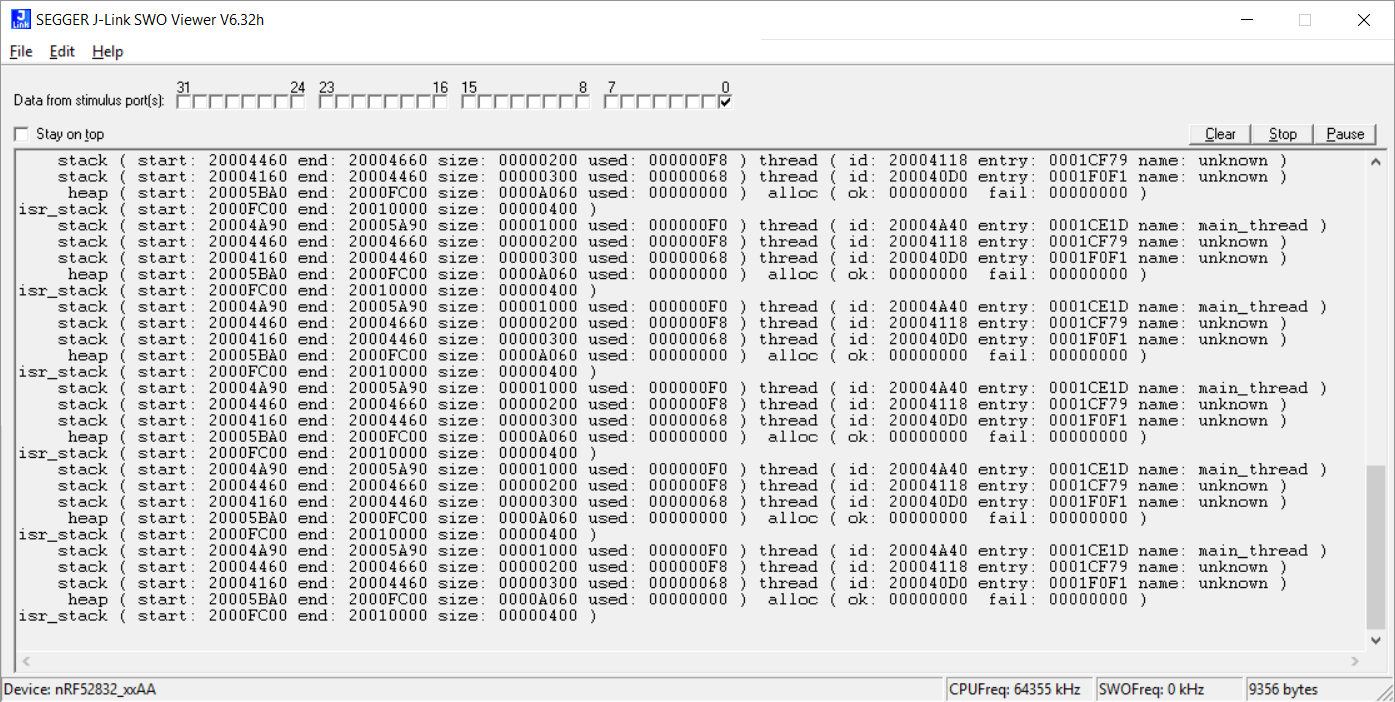 SEGGER J-Link SWO Viewer V6.32h
File Edit Help
31 24 23 16 15 8 7 0
Data from stimulus port(s):
Stay on top
Clear Stop Pause
stack ( start: 20004460 end: 20004660 size: 00000200 used: 000000F8 ) thread ( id: 20004118 entry: 0001CF79 name: unknown )
stack ( start: 20004160 end: 20004460 size: 00000300 used: 00000068 ) thread ( id: 200040D0 entry: 0001F0F1 name: unknown )
heap ( start: 20005BA0 end: 2000FC00 size: 0000A060 used: 00000000 ) alloc ( ok: 00000000 fail: 00000000 )
isr_stack ( start: 2000FC00 end: 20010000 size: 00000400 )
stack ( start: 20004A90 end: 20005A90 size: 00001000 used: 000000F0 ) thread ( id: 20004A40 entry: 0001CE1D name: main_thread )
stack ( start: 20004460 end: 20004660 size: 00000200 used: 000000F8 ) thread ( id: 20004118 entry: 0001CF79 name: unknown )
stack ( start: 20004160 end: 20004460 size: 00000300 used: 00000068 ) thread ( id: 200040D0 entry: 0001F0F1 name: unknown )
heap ( start: 20005BA0 end: 2000FC00 size: 0000A060 used: 00000000 ) alloc ( ok: 00000000 fail: 00000000 )
isr_stack ( start: 2000FC00 end: 20010000 size: 00000400 )
stack ( start: 20004A90 end: 20005A90 size: 00001000 used: 000000F0 ) thread ( id: 20004A40 entry: 0001CE1D name: main_thread )
stack ( start: 20004460 end: 20004660 size: 00000200 used: 000000F8 ) thread ( id: 20004118 entry: 0001CF79 name: unknown )
stack ( start: 20004160 end: 20004460 size: 00000300 used: 00000068 ) thread ( id: 200040D0 entry: 0001F0F1 name: unknown )
heap ( start: 20005BA0 end: 2000FC00 size: 0000A060 used: 00000000 ) alloc ( ok: 00000000 fail: 00000000 )
isr_stack ( start: 2000FC00 end: 20010000 size: 00000400 )
stack ( start: 20004A90 end: 20005A90 size: 00001000 used: 000000F0 ) thread ( id: 20004A40 entry: 0001CE1D name: main_thread )
stack ( start: 20004460 end: 20004660 size: 00000200 used: 000000F8 ) thread ( id: 20004118 entry: 0001CF79 name: unknown )
stack ( start: 20004160 end: 20004460 size: 00000300 used: 00000068 ) thread ( id: 200040D0 entry: 0001F0F1 name: unknown )
heap ( start: 20005BA0 end: 2000FC00 size: 0000A060 used: 00000000 ) alloc ( ok: 00000000 fail: 00000000 )
isr_stack ( start: 2000FC00 end: 20010000 size: 00000400 )
stack ( start: 20004A90 end: 20005A90 size: 00001000 used: 000000F0 ) thread ( id: 20004A40 entry: 0001CE1D name: main_thread )
stack ( start: 20004460 end: 20004660 size: 00000200 used: 000000F8 ) thread ( id: 20004118 entry: 0001CF79 name: unknown )
stack ( start: 20004160 end: 20004460 size: 00000300 used: 00000068 ) thread ( id: 200040D0 entry: 0001F0F1 name: unknown )
heap ( start: 20005BA0 end: 2000FC00 size: 0000A060 used: 00000000 ) alloc ( ok: 00000000 fail: 00000000 )
isr_stack ( start: 2000FC00 end: 20010000 size: 00000400 )
stack ( start: 20004A90 end: 20005A90 size: 00001000 used: 000000F0 ) thread ( id: 20004A40 entry: 0001CE1D name: main_thread )
stack ( start: 20004460 end: 20004660 size: 00000200 used: 000000F8 ) thread ( id: 20004118 entry: 0001CF79 name: unknown )
stack ( start: 20004160 end: 20004460 size: 00000300 used: 00000068 ) thread ( id: 200040D0 entry: 0001F0F1 name: unknown )
heap ( start: 20005BA0 end: 2000FC00 size: 0000A060 used: 00000000 ) alloc ( ok: 00000000 fail: 00000000 )
isr_stack ( start: 2000FC00 end: 20010000 size: 00000400 )
Device: nRF52832_xxAA CPUFreq: 64355 kHz SWOFreq: 0 kHz 9356 bytes